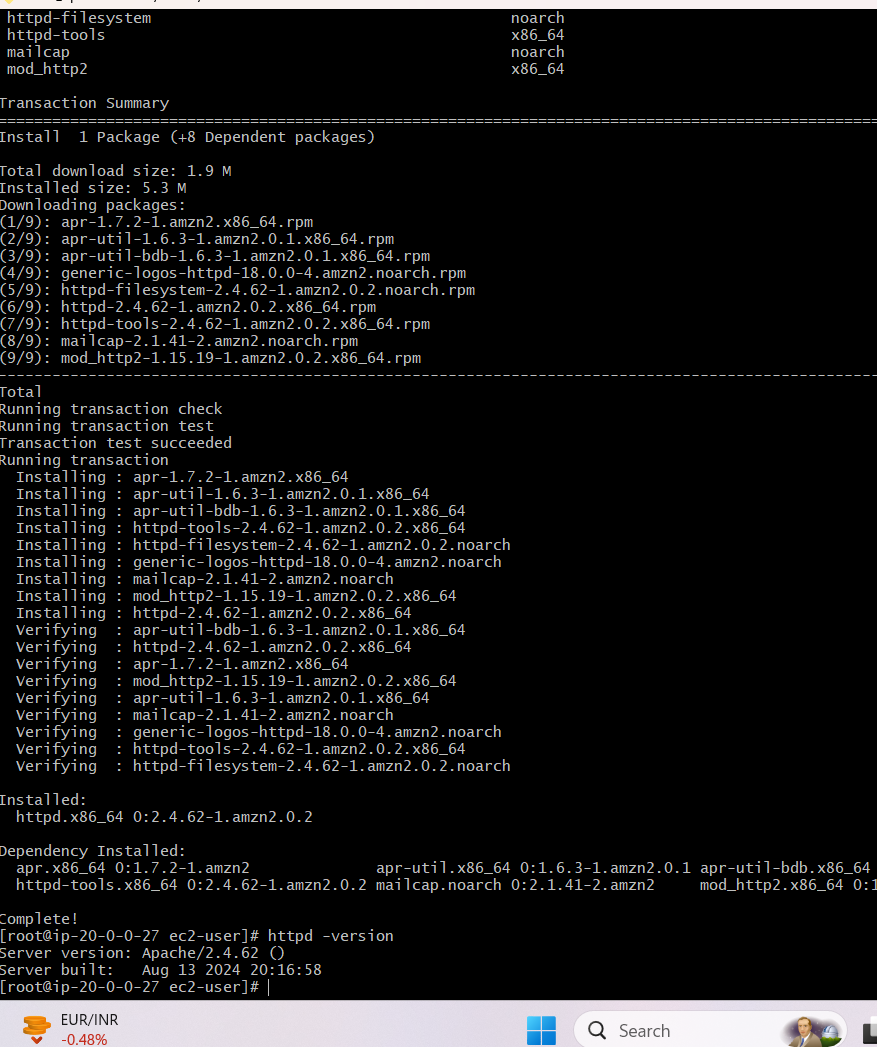 httpd-filesystem noarch
httpd-tools x86_64
mailcap noarch
mod_http2 x86_64
Transaction Summary
================================================================================
Install  1 Package (+8 Dependent packages)
Total download size: 1.9 M
Installed size: 5.3 M
Downloading packages:
(1/9): apr-1.7.2-1.amzn2.x86_64.rpm
(2/9): apr-util-1.6.3-1.amzn2.0.1.x86_64.rpm
(3/9): apr-util-bdb-1.6.3-1.amzn2.0.1.x86_64.rpm
(4/9): generic-logos-httpd-18.0.0-4.amzn2.noarch.rpm
(5/9): httpd-filesystem-2.4.62-1.amzn2.0.2.noarch.rpm
(6/9): httpd-2.4.62-1.amzn2.0.2.x86_64.rpm
(7/9): httpd-tools-2.4.62-1.amzn2.0.2.x86_64.rpm
(8/9): mailcap-2.1.41-2.amzn2.noarch.rpm
(9/9): mod_http2-1.15.19-1.amzn2.0.2.x86_64.rpm
--------------------------------------------------------------------------------
Total
Running transaction check
Running transaction test
Transaction test succeeded
Running transaction
Installing : apr-1.7.2-1.amzn2.x86_64
Installing : apr-util-1.6.3-1.amzn2.0.1.x86_64
Installing : apr-util-bdb-1.6.3-1.amzn2.0.1.x86_64
Installing : httpd-tools-2.4.62-1.amzn2.0.2.x86_64
Installing : httpd-filesystem-2.4.62-1.amzn2.0.2.noarch
Installing : generic-logos-httpd-18.0.0-4.amzn2.noarch
Installing : mailcap-2.1.41-2.amzn2.noarch
Installing : mod_http2-1.15.19-1.amzn2.0.2.x86_64
Installing : httpd-2.4.62-1.amzn2.0.2.x86_64
Verifying  : apr-util-bdb-1.6.3-1.amzn2.0.1.x86_64
Verifying  : httpd-2.4.62-1.amzn2.0.2.x86_64
Verifying  : apr-1.7.2-1.amzn2.x86_64
Verifying  : mod_http2-1.15.19-1.amzn2.0.2.x86_64
Verifying  : apr-util-1.6.3-1.amzn2.0.1.x86_64
Verifying  : mailcap-2.1.41-2.amzn2.noarch
Verifying  : generic-logos-httpd-18.0.0-4.amzn2.noarch
Verifying  : httpd-tools-2.4.62-1.amzn2.0.2.x86_64
Verifying  : httpd-filesystem-2.4.62-1.amzn2.0.2.noarch
Installed:
httpd.x86_64 0:2.4.62-1.amzn2.0.2
Dependency Installed:
apr.x86_64 0:1.7.2-1.amzn2 apr-util.x86_64 0:1.6.3-1.amzn2.0.1 apr-util-bdb.x86_64
httpd-tools.x86_64 0:2.4.62-1.amzn2.0.2 mailcap.noarch 0:2.1.41-2.amzn2 mod_http2.x86_64 0:1
Complete!
[root@ip-20-0-0-27 ec2-user]# httpd -version
Server version: Apache/2.4.62 ()
Server built:   Aug 13 2024 20:16:58
[root@ip-20-0-0-27 ec2-user]#
EUR/INR
-0.48%
Search